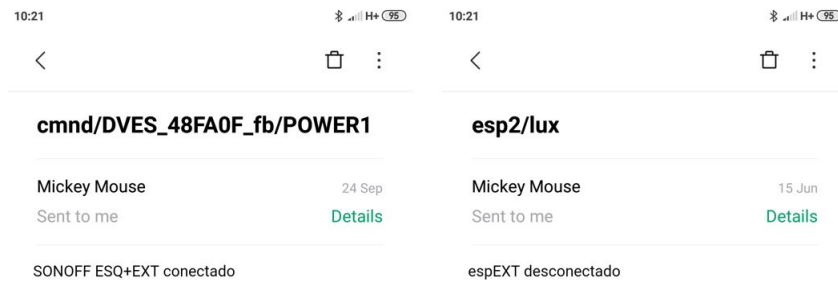 10:21
H+ 95
cmnd/DVES_48FA0F_fb/POWER1
Mickey Mouse
24 Sep
Sent to me
Details
SONOFF ESQ+EXT conectado
10:21
H+ 95
esp2/lux
Mickey Mouse
15 Jun
Sent to me
Details
espEXT desconectado